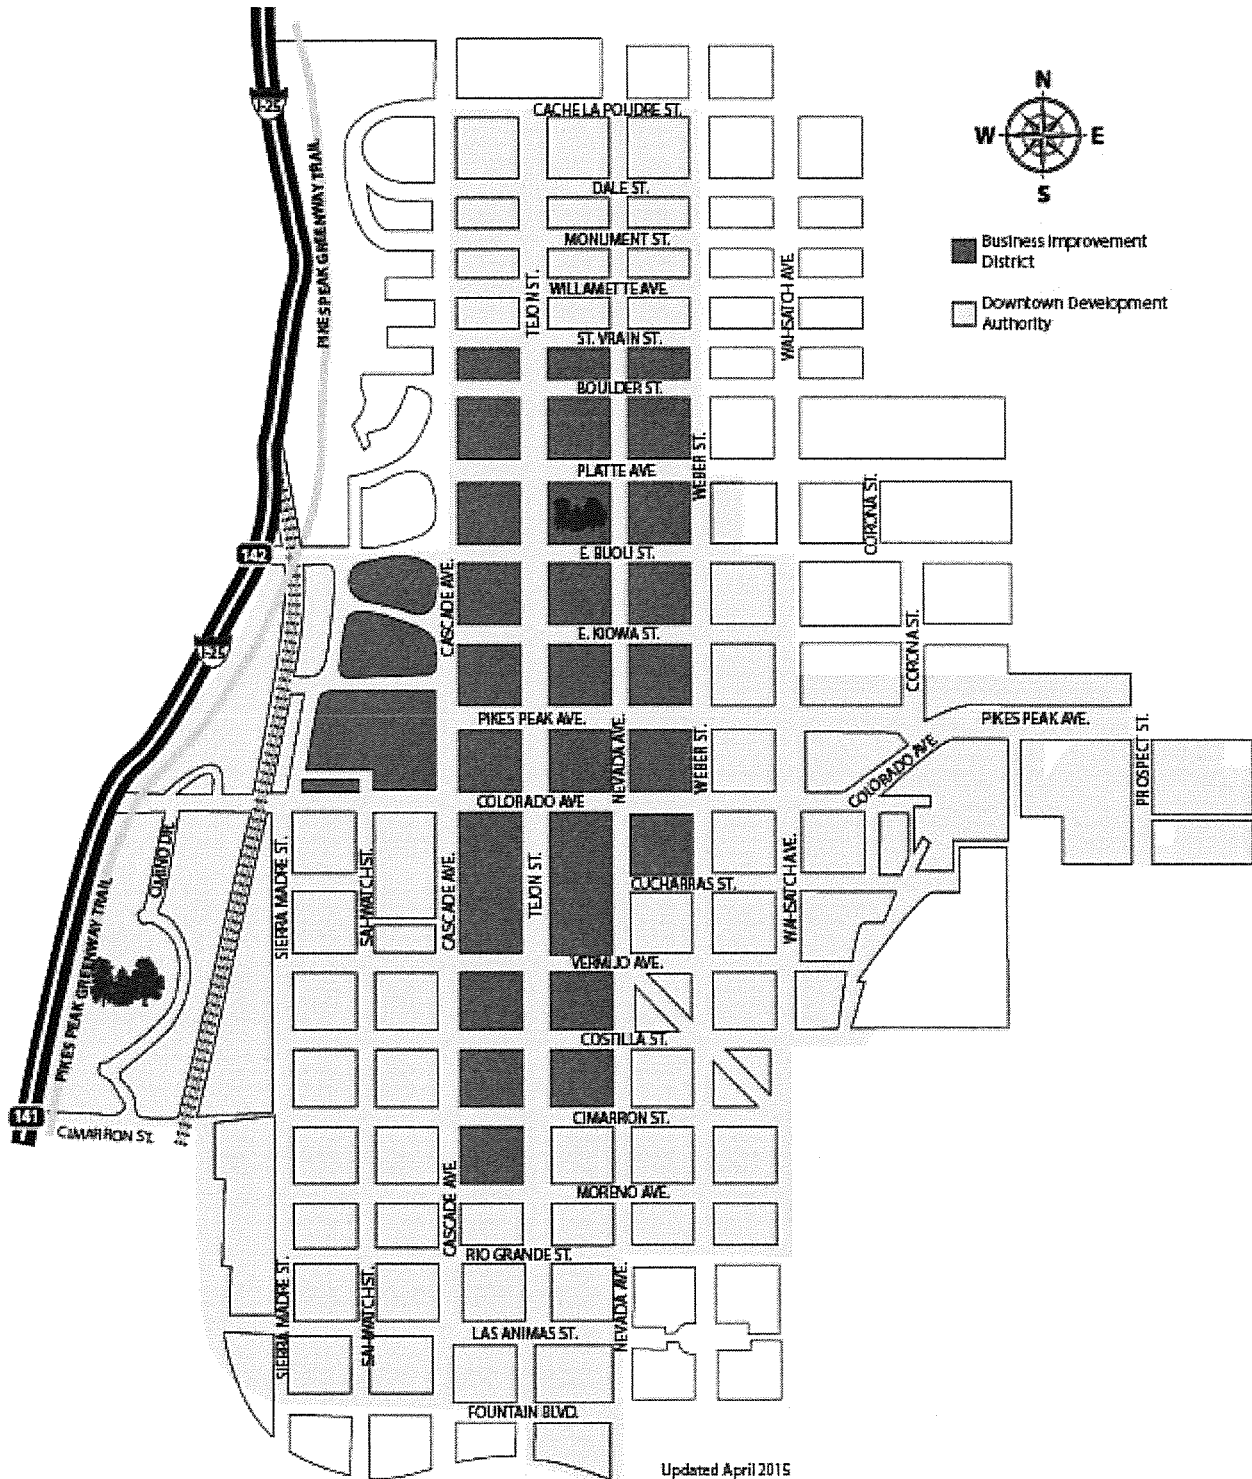 N
I-25
W E
CACHE LA POUDRE ST.
S
DALE ST.
PIKES PEAK GREENWAY TRAIL
MONUMENT ST.
Business Improvement
District
WILLAMETTE AVE.
TEJON ST.
WAHSATCH AVE.
Downtown Development
Authority
ST. VRAIN ST.
BOULDER ST.
PLATTE AVE
WEBER ST.
CORONA ST.
142
E. BIJOU ST.
CASCADE AVE.
E. KIOWA ST.
I-25
CORONA ST.
PIKES PEAK AVE.
NEVADA AVE.
WEBER ST.
PIKES PEAK AVE.
PROSPECT ST.
COLORADO AVE
COLORADO AVE
CIMINO DR.
SIERRA MADRE ST.
SAHWATCH ST.
CASCADE AVE.
TEJON ST.
CUCHARRAS ST.
WAHSATCH AVE.
PIKES PEAK GREENWAY TRAIL
VERMIJO AVE.
COSTILLA ST.
141
CIMARRON ST.
CIMARRON ST.
CASCADE AVE.
MORENO AVE.
RIO GRANDE ST.
SIERRA MADRE ST.
SAHWATCH ST.
NEVADA AVE.
LAS ANIMAS ST.
FOUNTAIN BLVD.
Updated April 2015